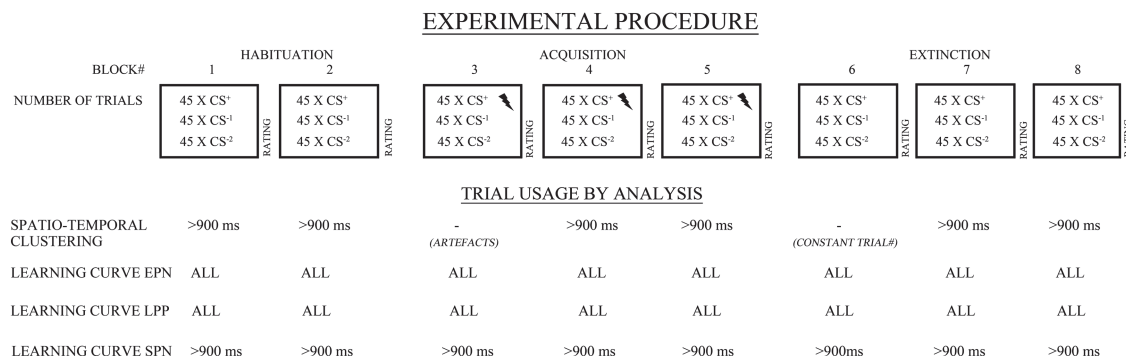 EXPERIMENTAL PROCEDURE
HABITUATION ACQUISITION EXTINCTION
BLOCK# 1 2 3 4 5 6 7 8
NUMBER OF TRIALS 45 X CS⁺ 45 X CS⁺ 45 X CS⁺ 45 X CS⁺ 45 X CS⁺ 45 X CS⁺ 45 X CS⁺ 45 X CS⁺
45 X CS⁻¹ 45 X CS⁻¹ 45 X CS⁻¹ 45 X CS⁻¹ 45 X CS⁻¹ 45 X CS⁻¹ 45 X CS⁻¹ 45 X CS⁻¹
45 X CS⁻² 45 X CS⁻² 45 X CS⁻² 45 X CS⁻² 45 X CS⁻² 45 X CS⁻² 45 X CS⁻² 45 X CS⁻²
RATING RATING RATING RATING RATING RATING RATING RATING
TRIAL USAGE BY ANALYSIS
SPATIO-TEMPORAL >900 ms >900 ms - >900 ms >900 ms - >900 ms >900 ms
CLUSTERING (ARTEFACTS) (CONSTANT TRIAL#)
LEARNING CURVE EPN ALL ALL ALL ALL ALL ALL ALL ALL
LEARNING CURVE LPP ALL ALL ALL ALL ALL ALL ALL ALL
LEARNING CURVE SPN >900 ms >900 ms >900 ms >900 ms >900 ms >900ms >900 ms >900 ms